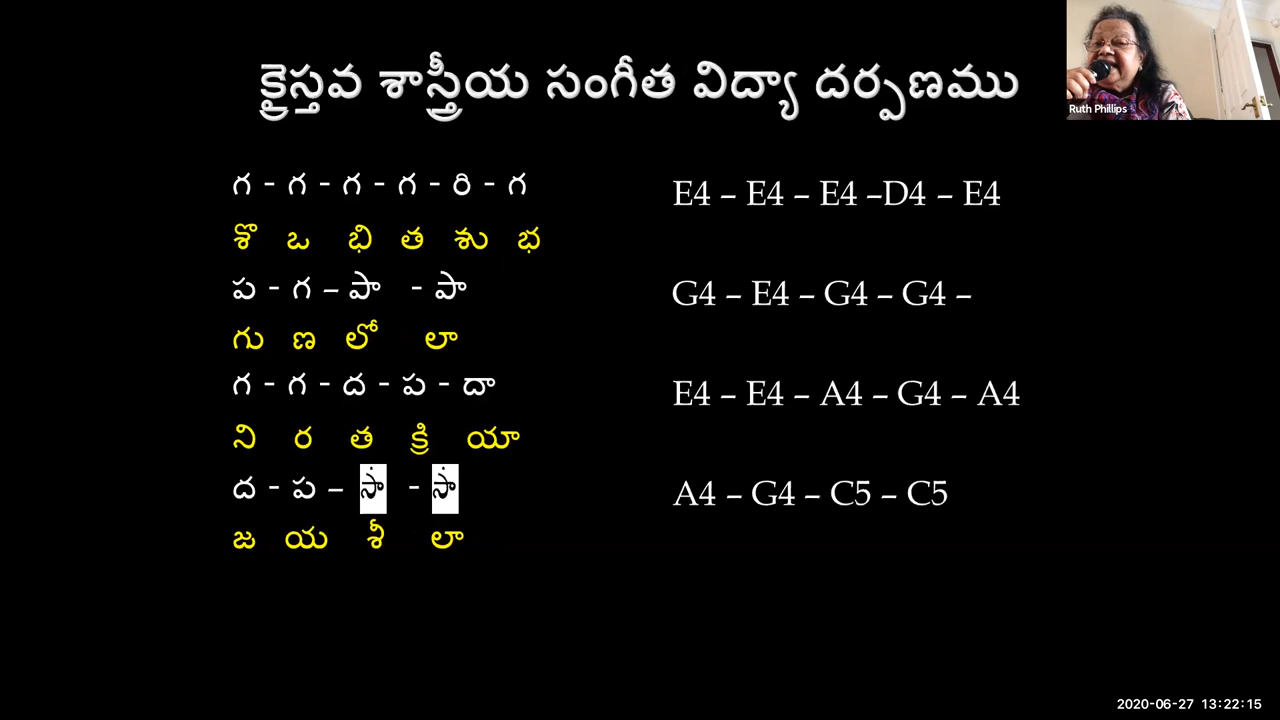 క్రైస్తవ శాస్త్రీయ సంగీత విద్యా దర్పణము
Ruth Phillips
గ - గ - గ - గ - రి - గ
E4 – E4 – E4 –D4 – E4
శొ ఒ భి త శు భ
ప - గ – పా - పా
G4 – E4 – G4 – G4 –
గు ణ లో లా
గ - గ - ద - ప - దా
E4 – E4 – A4 – G4 – A4
ని ర త క్రి యా
ద - ప – సా̇ - సా̇
A4 – G4 – C5 – C5
జ య శీ లా
2020-06-27 13:22:15